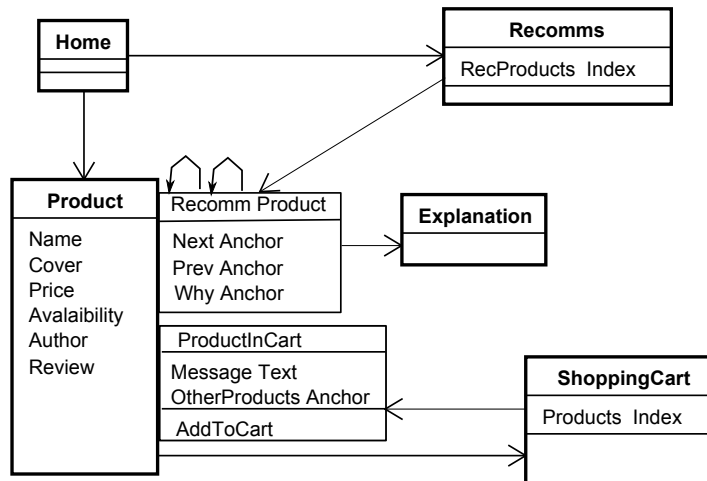 Home
Recomms
RecProducts Index
Product
Name
Cover
Price
Avalaibility
Author
Review
Recomm Product
Next Anchor
Prev Anchor
Why Anchor
Explanation
ProductInCart
Message Text
OtherProducts Anchor
AddToCart
ShoppingCart
Products Index